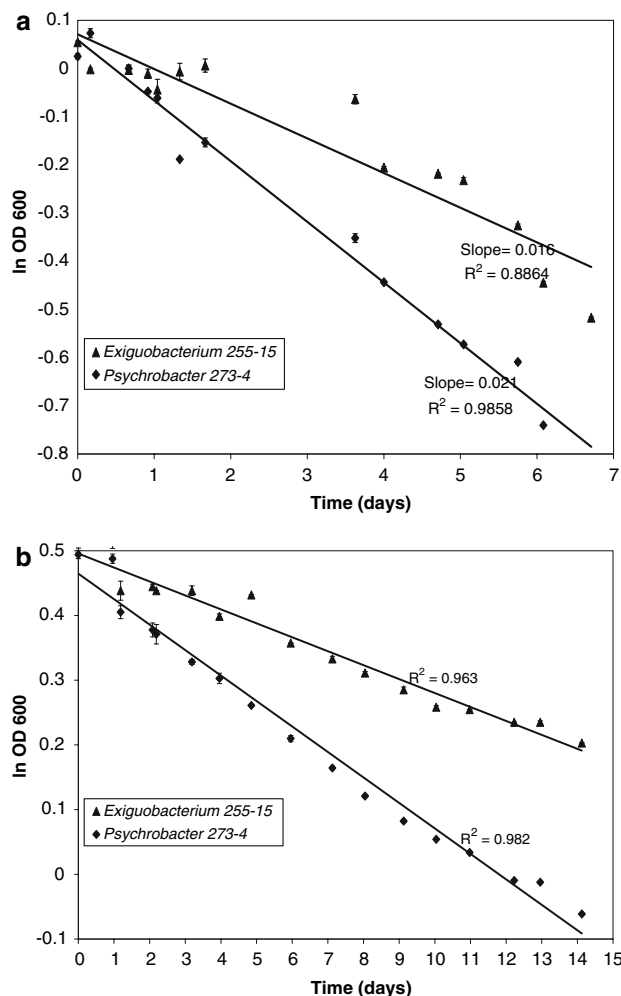 a
0.1
0
-0.1
-0.2
-0.3
-0.4
-0.5
-0.6
-0.7
-0.8
ln OD 600
Slope= 0.016
R² = 0.8864
Exiguobacterium 255-15
Psychrobacter 273-4
Slope= 0.021
R² = 0.9858
0 1 2 3 4 5 6 7
Time (days)
b
0.5
0.4
0.3
0.2
0.1
0
-0.1
ln OD 600
R² = 0.963
Exiguobacterium 255-15
Psychrobacter 273-4
R² = 0.982
0 1 2 3 4 5 6 7 8 9 10 11 12 13 14 15
Time (days)